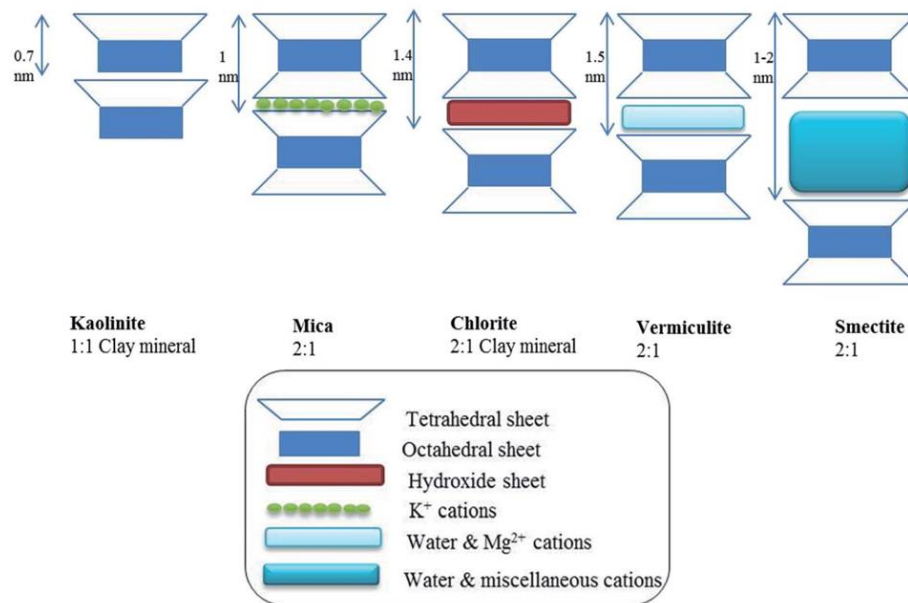 0.7
nm
1
nm
1.4
nm
1.5
nm
1-2
nm
Kaolinite
1:1 Clay mineral
Mica
2:1
Chlorite
2:1 Clay mineral
Vermiculite
2:1
Smectite
2:1
Tetrahedral sheet
Octahedral sheet
Hydroxide sheet
K⁺ cations
Water & Mg²⁺ cations
Water & miscellaneous cations